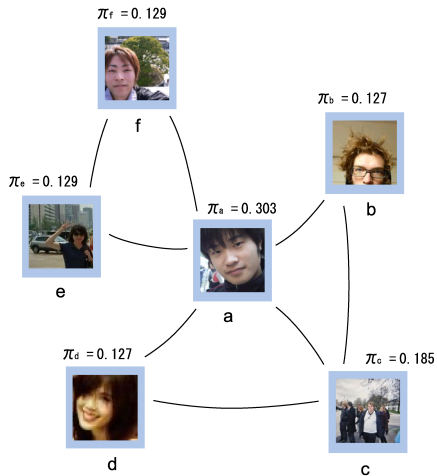 πf = 0.129
f
πb = 0.127
b
πe = 0.129
e
πa = 0.303
a
πd = 0.127
d
πc = 0.185
c